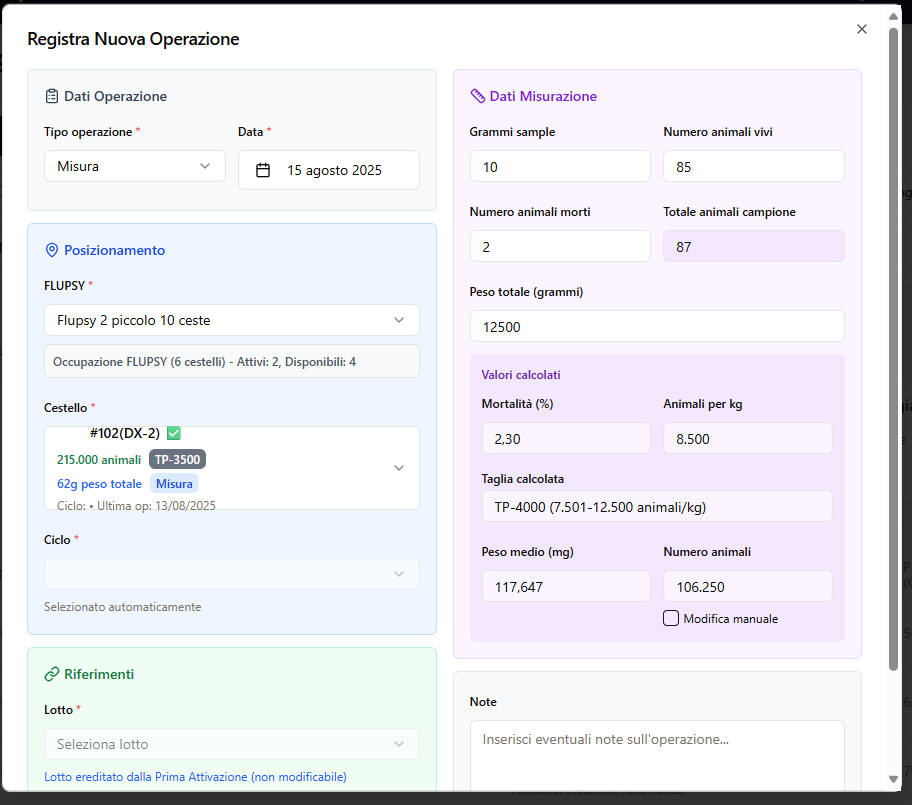 Registra Nuova Operazione
Dati Operazione
Tipo operazione * Data *
Misura 15 agosto 2025
Posizionamento
FLUPSY *
Flupsy 2 piccolo 10 ceste
Occupazione FLUPSY (6 cestelli) - Attivi: 2, Disponibili: 4
Cestello *
#102(DX-2) ✅
215.000 animali TP-3500
62g peso totale Misura
Ciclo: • Ultima op: 13/08/2025
Ciclo *
Selezionato automaticamente
Riferimenti
Lotto *
Seleziona lotto
Lotto ereditato dalla Prima Attivazione (non modificabile)
Dati Misurazione
Grammi sample Numero animali vivi
10 85
Numero animali morti Totale animali campione
2 87
Peso totale (grammi)
12500
Valori calcolati
Mortalità (%) Animali per kg
2,30 8.500
Taglia calcolata
TP-4000 (7.501-12.500 animali/kg)
Peso medio (mg) Numero animali
117,647 106.250
Modifica manuale
Note
Inserisci eventuali note sull'operazione...